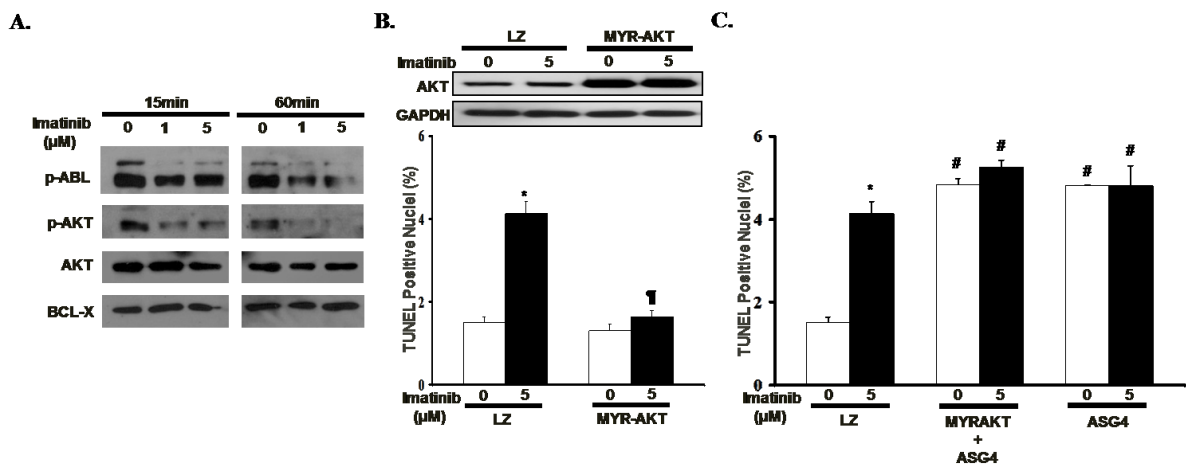 A.
15min 60min
Imatinib (µM) 0 1 5 0 1 5
p-ABL
p-AKT
AKT
BCL-X
B.
LZ MYR-AKT
Imatinib 0 5 0 5
AKT
GAPDH
TUNEL Positive Nuclei (%)
6
4
2
0
*
¶
Imatinib (µM) 0 5 0 5
LZ MYR-AKT
C.
TUNEL Positive Nuclei (%)
6
4
2
0
*
# #
# #
Imatinib (µM) 0 5 0 5 0 5
LZ MYRAKT + ASG4 ASG4